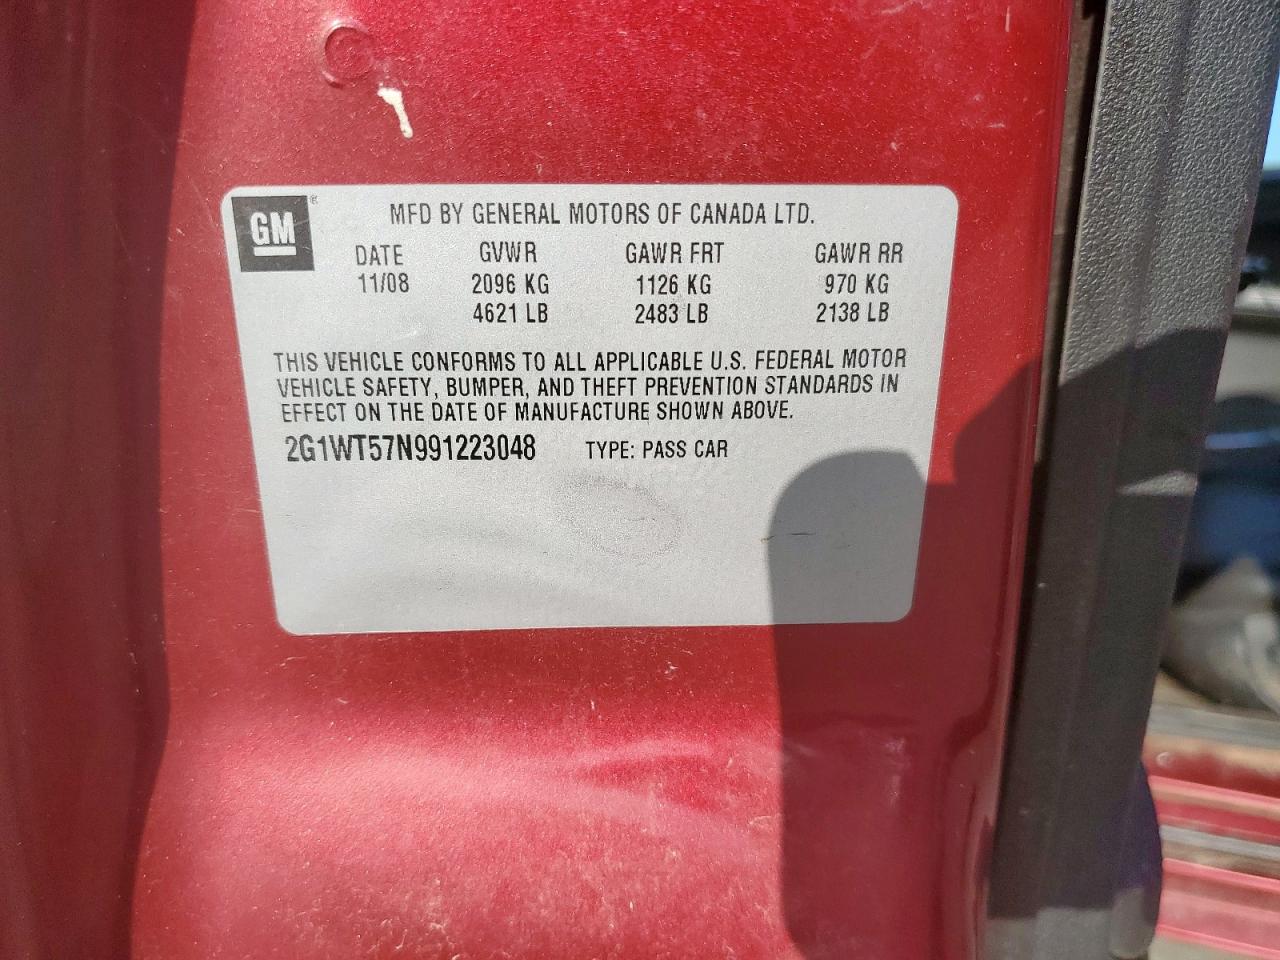 GM®
MFD BY GENERAL MOTORS OF CANADA LTD.
DATE GVWR GAWR FRT GAWR RR
11/08 2096 KG 1126 KG 970 KG
4621 LB 2483 LB 2138 LB
THIS VEHICLE CONFORMS TO ALL APPLICABLE U.S. FEDERAL MOTOR
VEHICLE SAFETY, BUMPER, AND THEFT PREVENTION STANDARDS IN
EFFECT ON THE DATE OF MANUFACTURE SHOWN ABOVE.
2G1WT57N991223048 TYPE: PASS CAR